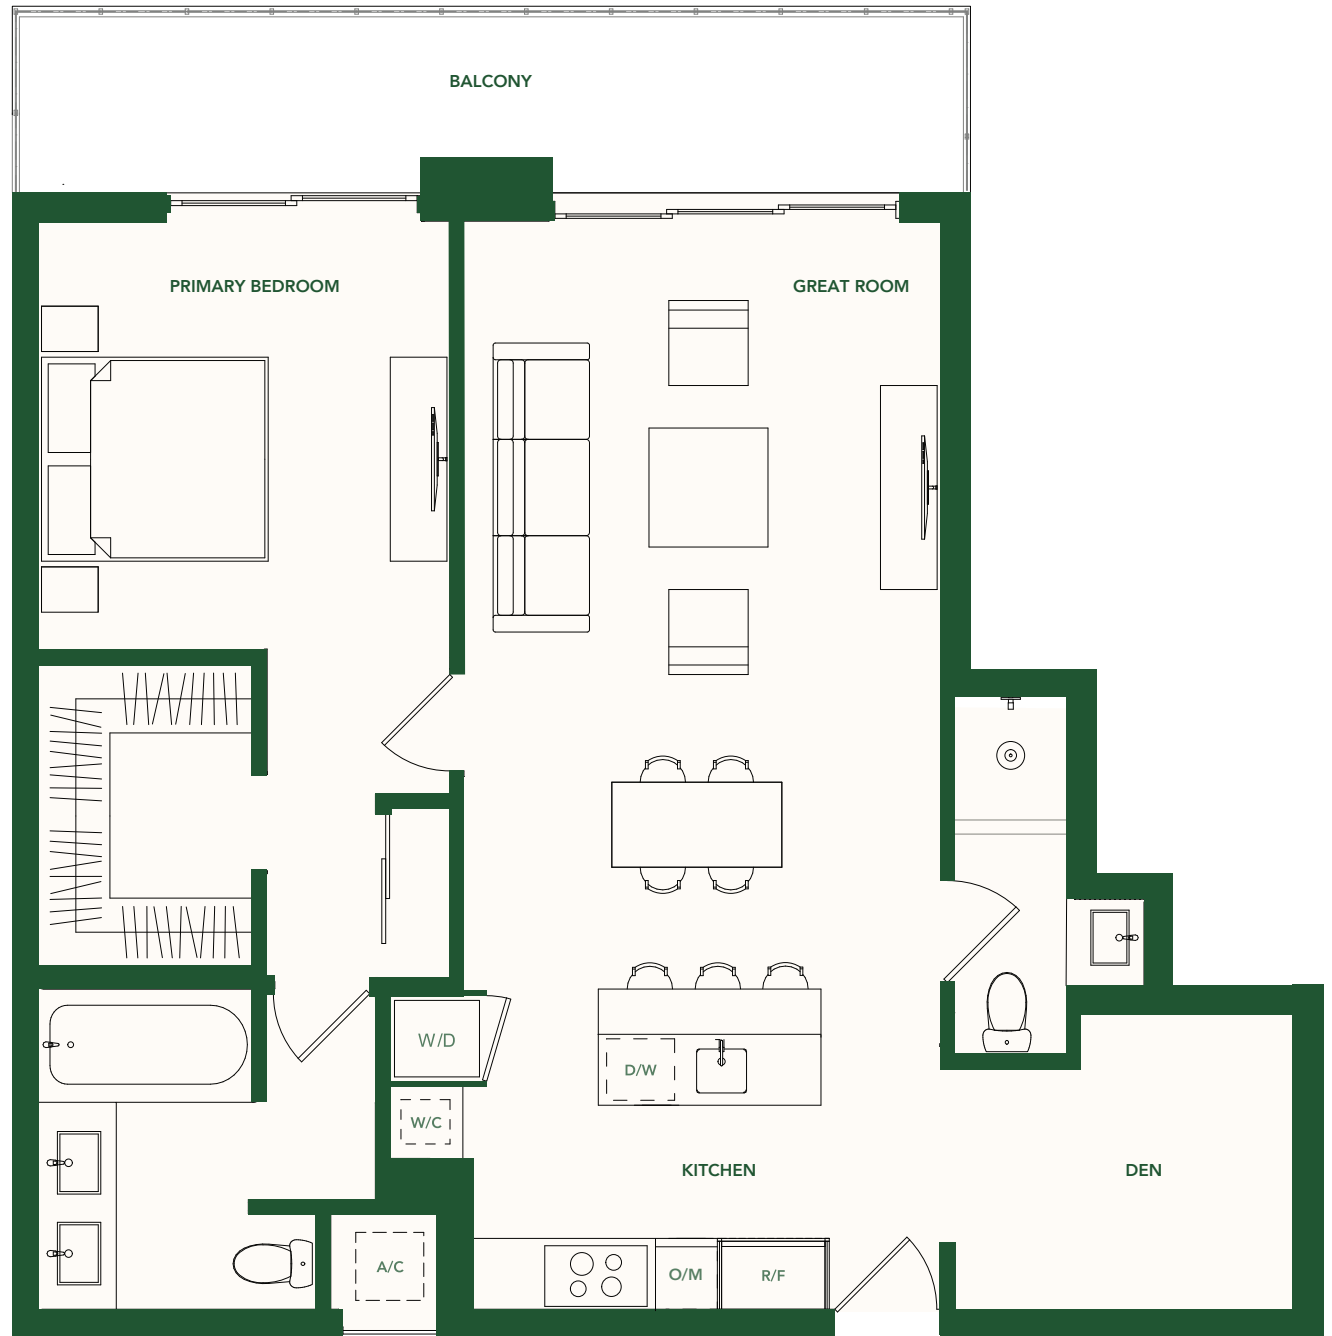 BALCONY
PRIMARY BEDROOM
GREAT ROOM
W/D
D/W
W/C
KITCHEN
DEN
A/C
O/M
R/F